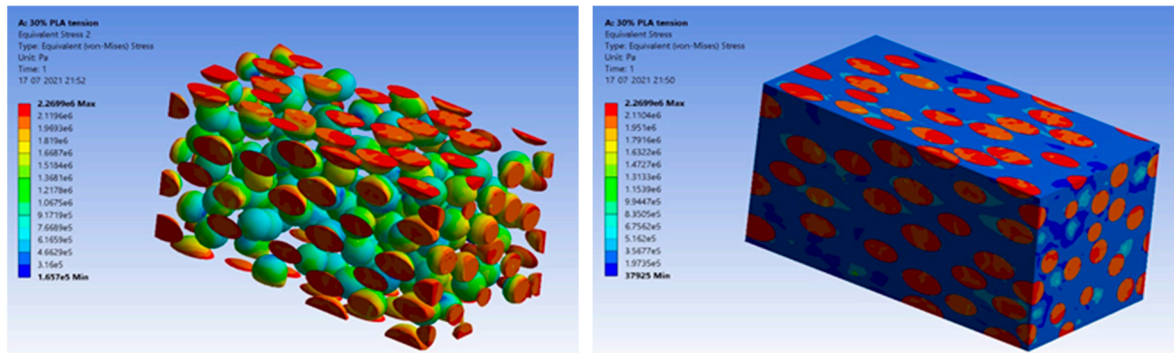 A: 30% PLA tension
Equivalent Stress 2
Type: Equivalent (von-Mises) Stress
Unit: Pa
Time: 1
17 07 2021 21:52
2.2699e6 Max
2.1196e6
1.9693e6
1.819e6
1.6687e6
1.5184e6
1.3681e6
1.2178e6
1.0675e6
9.1719e5
7.6689e5
6.1659e5
4.6629e5
3.16e5
1.657e5 Min
A: 30% PLA tension
Equivalent Stress
Type: Equivalent (von-Mises) Stress
Unit: Pa
Time: 1
17 07 2021 21:50
2.2699e6 Max
2.1104e6
1.951e6
1.7916e6
1.6322e6
1.4727e6
1.3133e6
1.1539e6
9.9447e5
8.3505e5
6.7562e5
5.162e5
3.5677e5
1.9735e5
37925 Min